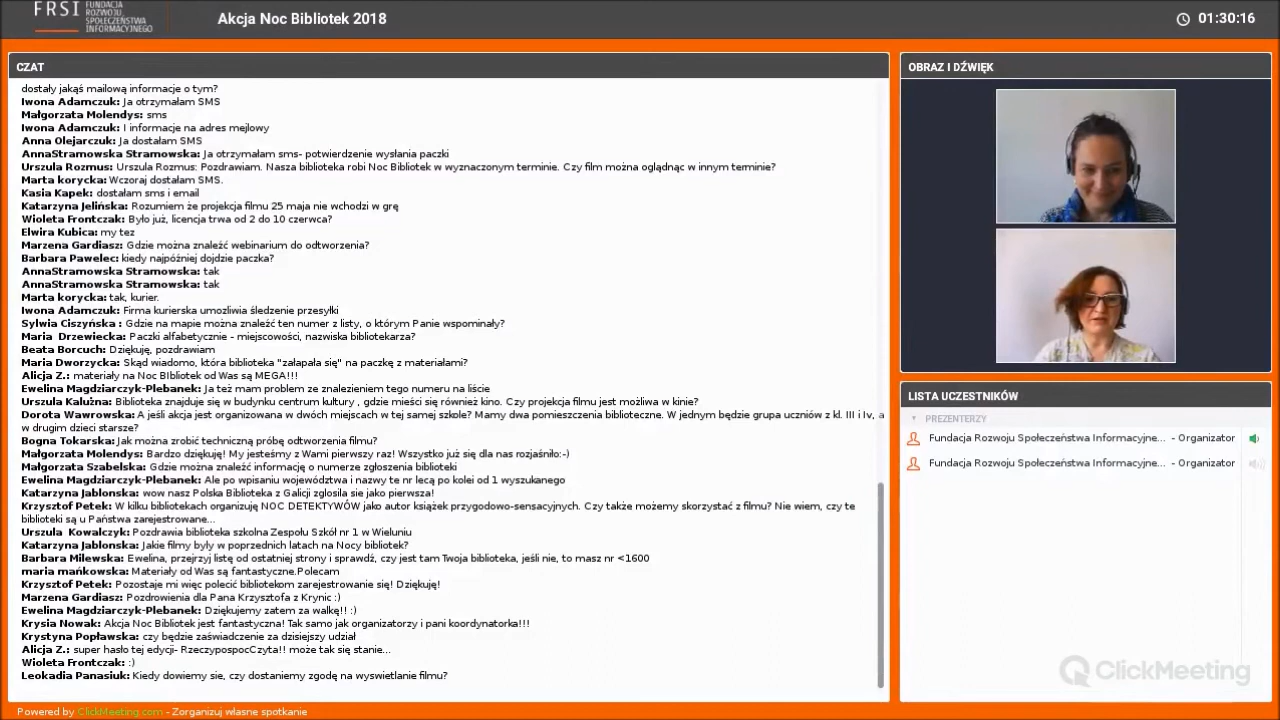 FRSI FUNDACJA
ROZWOJU
SPOŁECZEŃSTWA
INFORMACYJNEGO
Akcja Noc Bibliotek 2018
01:30:16
CZAT
dostały jakąś mailową informacje o tym?
Iwona Adamczuk: Ja otrzymałam SMS
Małgorzata Molendys: sms
Iwona Adamczuk: I informacje na adres mejlowy
Anna Olejarczuk: Ja dostałam SMS
AnnaStramowska Stramowska: Ja otrzymałam sms- potwierdzenie wysłania paczki
Urszula Rozmus: Urszula Rozmus: Pozdrawiam. Nasza biblioteka robi Noc Bibliotek w wyznaczonym terminie. Czy film można oglądnąc w innym terminie?
Marta korycka: Wczoraj dostałam SMS.
Kasia Kapek: dostałam sms i email
Katarzyna Jelińska: Rozumiem że projekcja filmu 25 maja nie wchodzi w grę
Wioleta Frontczak: Było już, licencja trwa od 2 do 10 czerwca?
Elwira Kubica: my tez
Marzena Gardiasz: Gdzie można znaleźć webinarium do odtworzenia?
Barbara Pawelec: kiedy najpóźniej dojdzie paczka?
AnnaStramowska Stramowska: tak
AnnaStramowska Stramowska: tak
Marta korycka: tak, kurier.
Iwona Adamczuk: Firma kurierska umozliwia śledzenie przesyłki
Sylwia Ciszyńska : Gdzie na mapie można znaleźć ten numer z listy, o którym Panie wspominały?
Maria  Drzewiecka: Paczki alfabetycznie - miejscowości, nazwiska bibliotekarza?
Beata Borcuch: Dziękuję, pozdrawiam
Maria Dworzycka: Skąd wiadomo, która biblioteka "załapała się" na paczkę z materiałami?
Alicja Z.: materiały na Noc BIbliotek od Was są MEGA!!!
Ewelina Magdziarczyk-Plebanek: Ja też mam problem ze znalezieniem tego numeru na liście
Urszula Kalużna: Biblioteka znajduje się w budynku centrum kultury , gdzie mieści się również kino. Czy projekcja filmu jest możliwa w kinie?
Dorota Wawrowska: A jeśli akcja jest organizowana w dwóch miejscach w tej samej szkole? Mamy dwa pomieszczenia biblioteczne. W jednym będzie grupa uczniów z kl. III i Iv, a
w drugim dzieci starsze?
Bogna Tokarska: Jak można zrobić techniczną próbę odtworzenia filmu?
Małgorzata Molendys: Bardzo dziękuję! My jesteśmy z Wami pierwszy raz! Wszystko już się dla nas rozjaśniło:-)
Małgorzata Szabelska: Gdzie można znaleźć informację o numerze zgłoszenia biblioteki
Ewelina Magdziarczyk-Plebanek: Ale po wpisaniu województwa i nazwy te nr lecą po kolei od 1 wyszukanego
Katarzyna Jablonska: wow nasz Polska Biblioteka z Galicji zglosila sie jako pierwsza!
Krzysztof Petek: W kilku bibliotekach organizuję NOC DETEKTYWÓW jako autor książek przygodowo-sensacyjnych. Czy także możemy skorzystać z filmu? Nie wiem, czy te
biblioteki są u Państwa zarejestrowane...
Urszula  Kowalczyk: Pozdrawia biblioteka szkolna Zespołu Szkół nr 1 w Wieluniu
Katarzyna Jablonska: Jakie filmy były w poprzednich latach na Nocy bibliotek?
Barbara Milewska: Ewelina, przejrzyj listę od ostatniej strony i sprawdź, czy jest tam Twoja biblioteka, jeśli nie, to masz nr <1600
maria mańkowska: Materiały od Was są fantastyczne.Polecam
Krzysztof Petek: Pozostaje mi więc polecić bibliotekom zarejestrowanie się! Dziękuję!
Marzena Gardiasz: Pozdrowienia dla Pana Krzysztofa z Krynic :)
Ewelina Magdziarczyk-Plebanek: Dziękujemy zatem za walkę!! :)
Krysia Nowak: Akcja Noc Bibliotek jest fantastyczna! Tak samo jak organizatorzy i pani koordynatorka!!!
Krystyna Popławska: czy będzie zaświadczenie za dzisiejszy udział
Alicja Z.: super hasło tej edycji- RzeczypospocCzyta!! może tak się stanie...
Wioleta Frontczak: :)
Leokadia Panasiuk: Kiedy dowiemy sie, czy dostaniemy zgodę na wyswietlanie filmu?
OBRAZ I DŹWIĘK
LISTA UCZESTNIKÓW
PREZENTERZY
Fundacja Rozwoju Społeczeństwa Informacyjne... - Organizator
Fundacja Rozwoju Społeczeństwa Informacyjne... - Organizator
ClickMeeting
Powered by ClickMeeting.com - Zorganizuj własne spotkanie